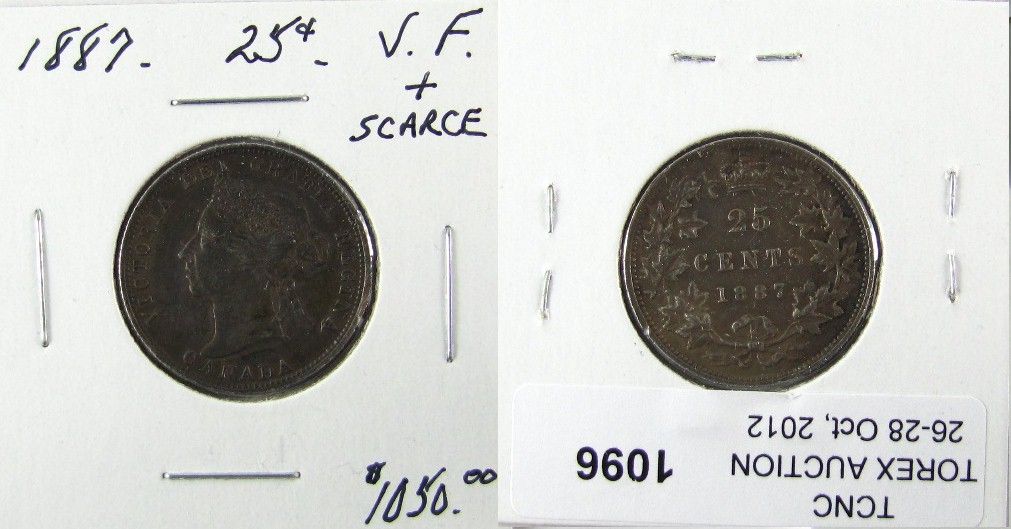 1887. 25¢. V. F.
+
SCARCE
VICTORIA DEI GRATIA REGINA
CANADA
$1050.00
25
CENTS
1887
TCNC
TOREX AUCTION
26-28 Oct, 2012
1096